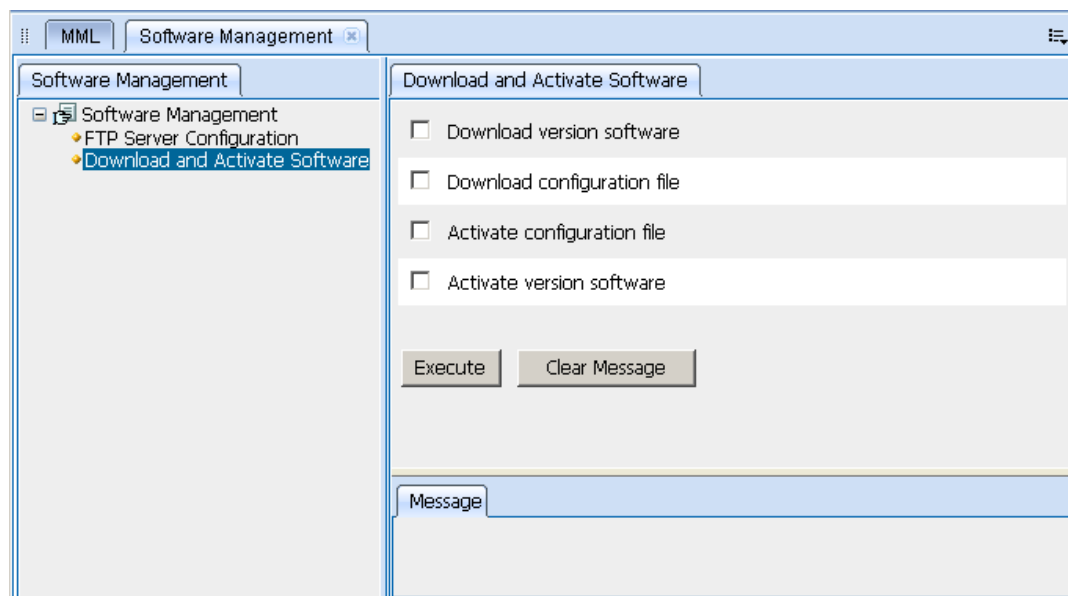 MML
Software Management
Software Management
Software Management
FTP Server Configuration
Download and Activate Software
Download and Activate Software
Download version software
Download configuration file
Activate configuration file
Activate version software
Execute
Clear Message
Message